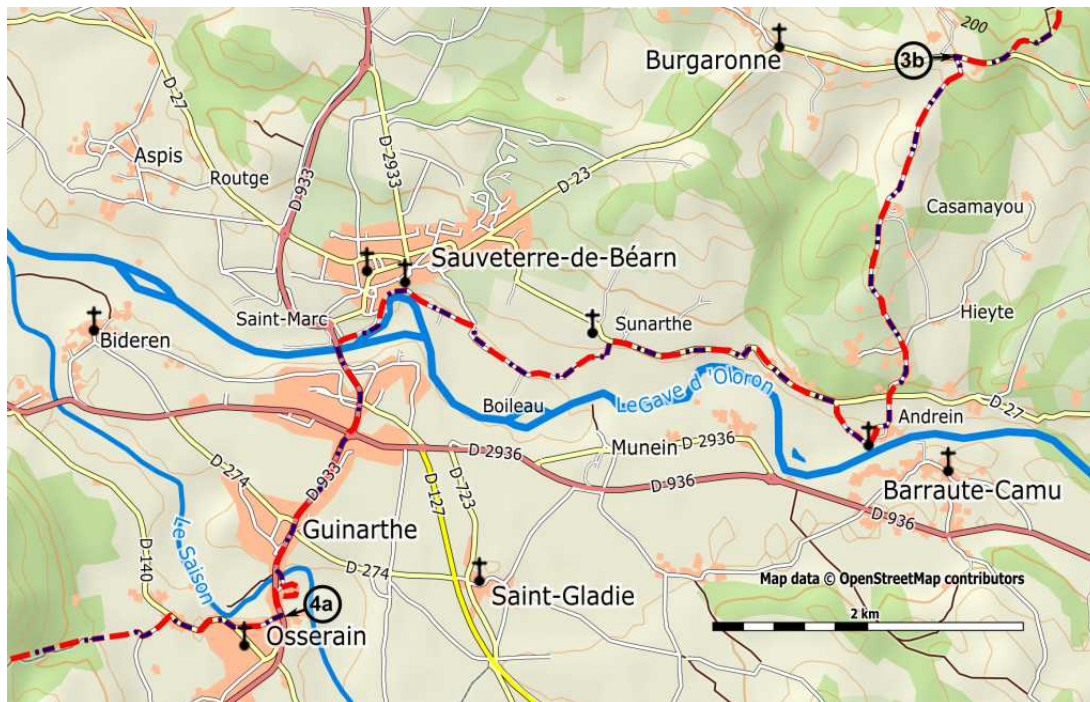 200
Burgaronne
3b
D-27
D-933
D-2933
Aspis
Routge
D-23
Casamayou
Sauveterre-de-Béarn
Saint-Marc
Bideren
Sunarthe
Hieyte
Le Gave d'Oloron
Boileau
D-27
Andrein
Munein
D 2936
D 2936
D 936
Barraute-Camu
D 936
D-274
D-933
D-127
D-723
Guinarthe
Le Saison
D-140
D-274
Saint-Gladie
Map data © OpenStreetMap contributors
4a
2 km
Osserain